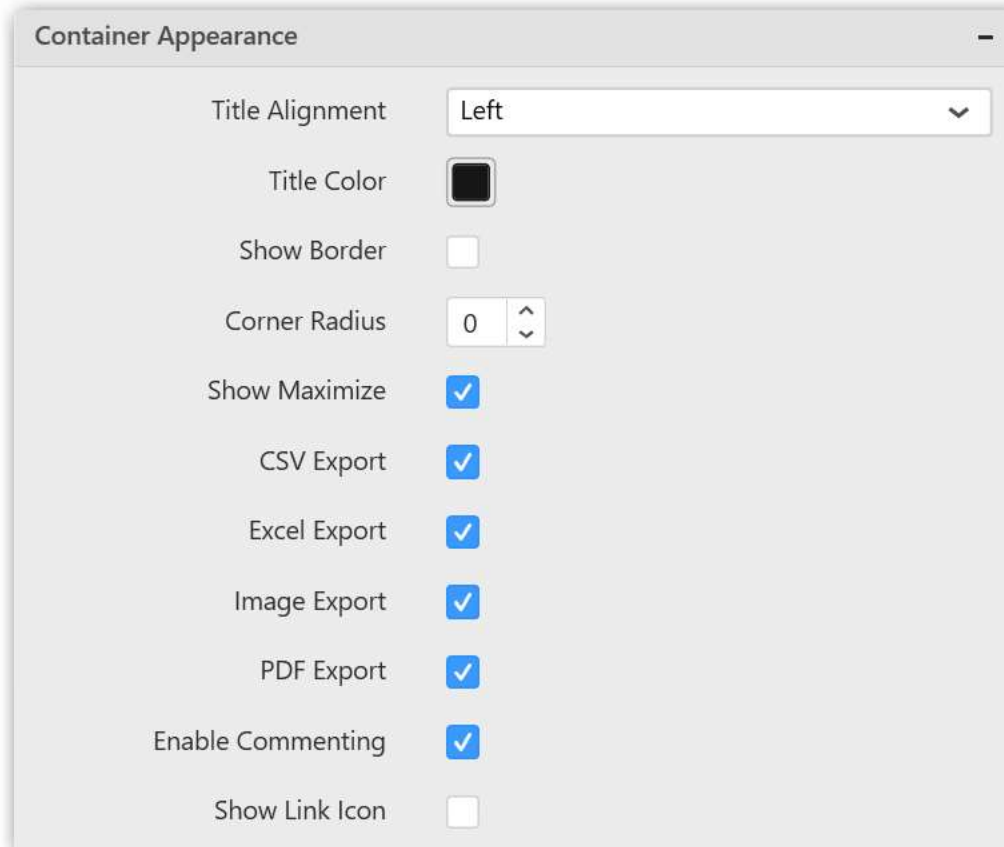 Container Appearance
Title Alignment Left
Title Color
Show Border
Corner Radius 0
Show Maximize
CSV Export
Excel Export
Image Export
PDF Export
Enable Commenting
Show Link Icon